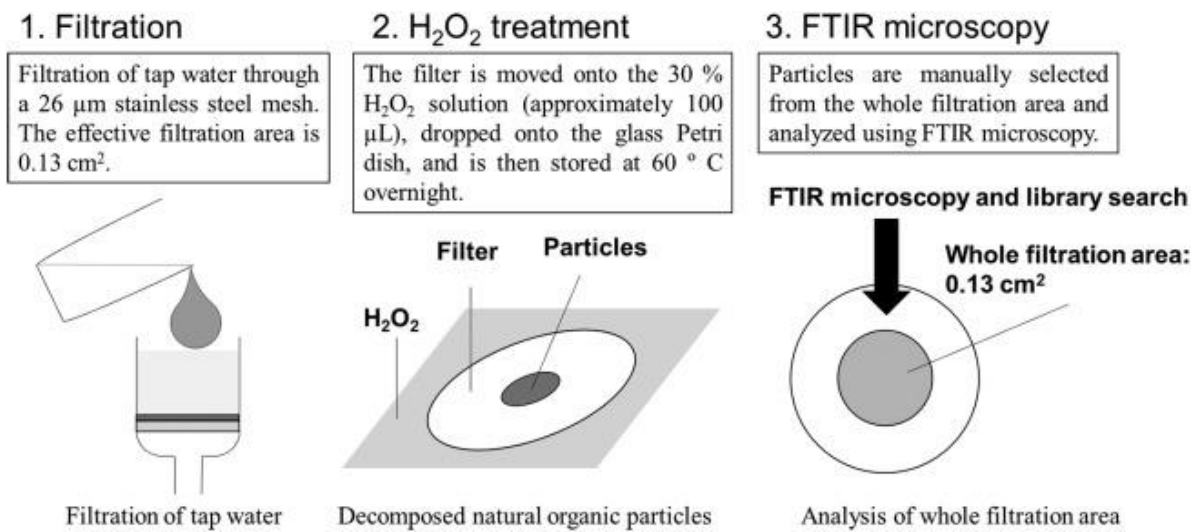 1. Filtration
Filtration of tap water through
a 26 µm stainless steel mesh.
The effective filtration area is
0.13 cm².
Filtration of tap water
2. H₂O₂ treatment
The filter is moved onto the 30 %
H₂O₂ solution (approximately 100
µL), dropped onto the glass Petri
dish, and is then stored at 60 º C
overnight.
Filter
Particles
H₂O₂
Decomposed natural organic particles
3. FTIR microscopy
Particles are manually selected
from the whole filtration area and
analyzed using FTIR microscopy.
FTIR microscopy and library search
Whole filtration area:
0.13 cm²
Analysis of whole filtration area